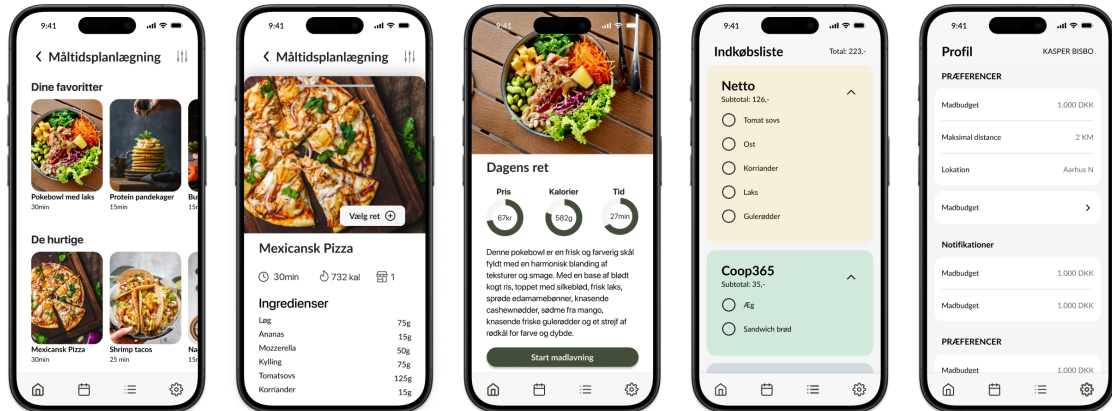 9:41
Måltidsplanlægning
Dine favoritter
Pokebowl med laks
30min
Protein pandekager
15min
De hurtige
Mexicansk Pizza
30min
Shrimp tacos
25 min
9:41
Måltidsplanlægning
Vælg ret
Mexicansk Pizza
30min
732 kal
1
Ingredienser
Løg 75g
Ananas 15g
Mozzerella 50g
Kylling 75g
Tomatsovs 125g
Korriander 15g
9:41
Dagens ret
Pris Kalorier Tid
67kr 582g 27min
Denne pokebowl er en frisk og farverig skål
fyldt med en harmonisk blanding af
teksturer og smage. Med en base af blødt
kogt ris, toppet med silkeblød, frisk laks,
sprøde edamamebønner, knasende
cashewnødder, sødme fra mango,
knasende friske gulerødder og et strejf af
rødkål for farve og dybde.
Start madlavning
9:41
Indkøbsliste Total: 223,-
Netto
Subtotal: 126,-
Tomat sovs
Ost
Korriander
Laks
Gulerødder
Coop365
Subtotal: 35,-
Æg
Sandwich brød
9:41
Profil KASPER BISBO
PRÆFERENCER
Madbudget 1.000 DKK
Maksimal distance 2 KM
Lokation Aarhus N
Madbudget
Notifikationer
Madbudget 1.000 DKK
Madbudget 1.000 DKK
PRÆFERENCER
Madbudget 1.000 DKK